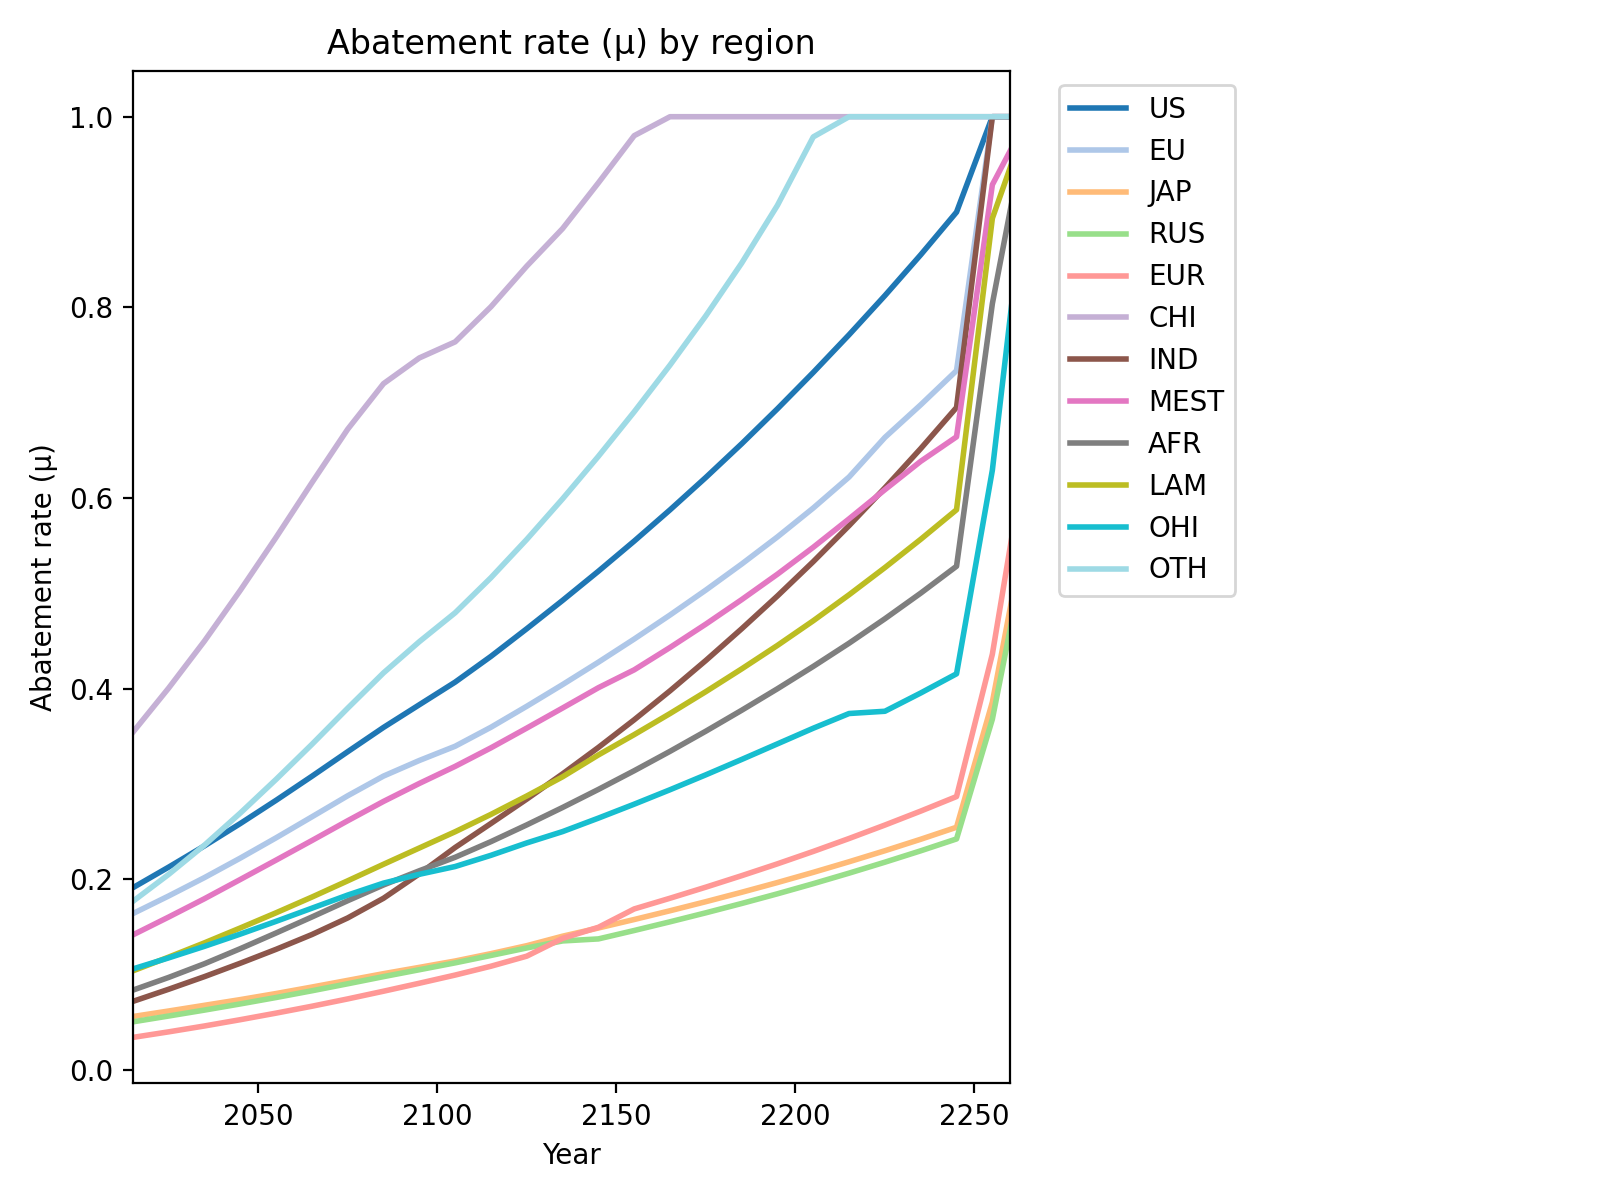 Abatement rate (μ) by region
Abatement rate (μ)
1.0
0.8
0.6
0.4
0.2
0.0
2050
2100
2150
2200
2250
Year
US
EU
JAP
RUS
EUR
CHI
IND
MEST
AFR
LAM
OHI
OTH